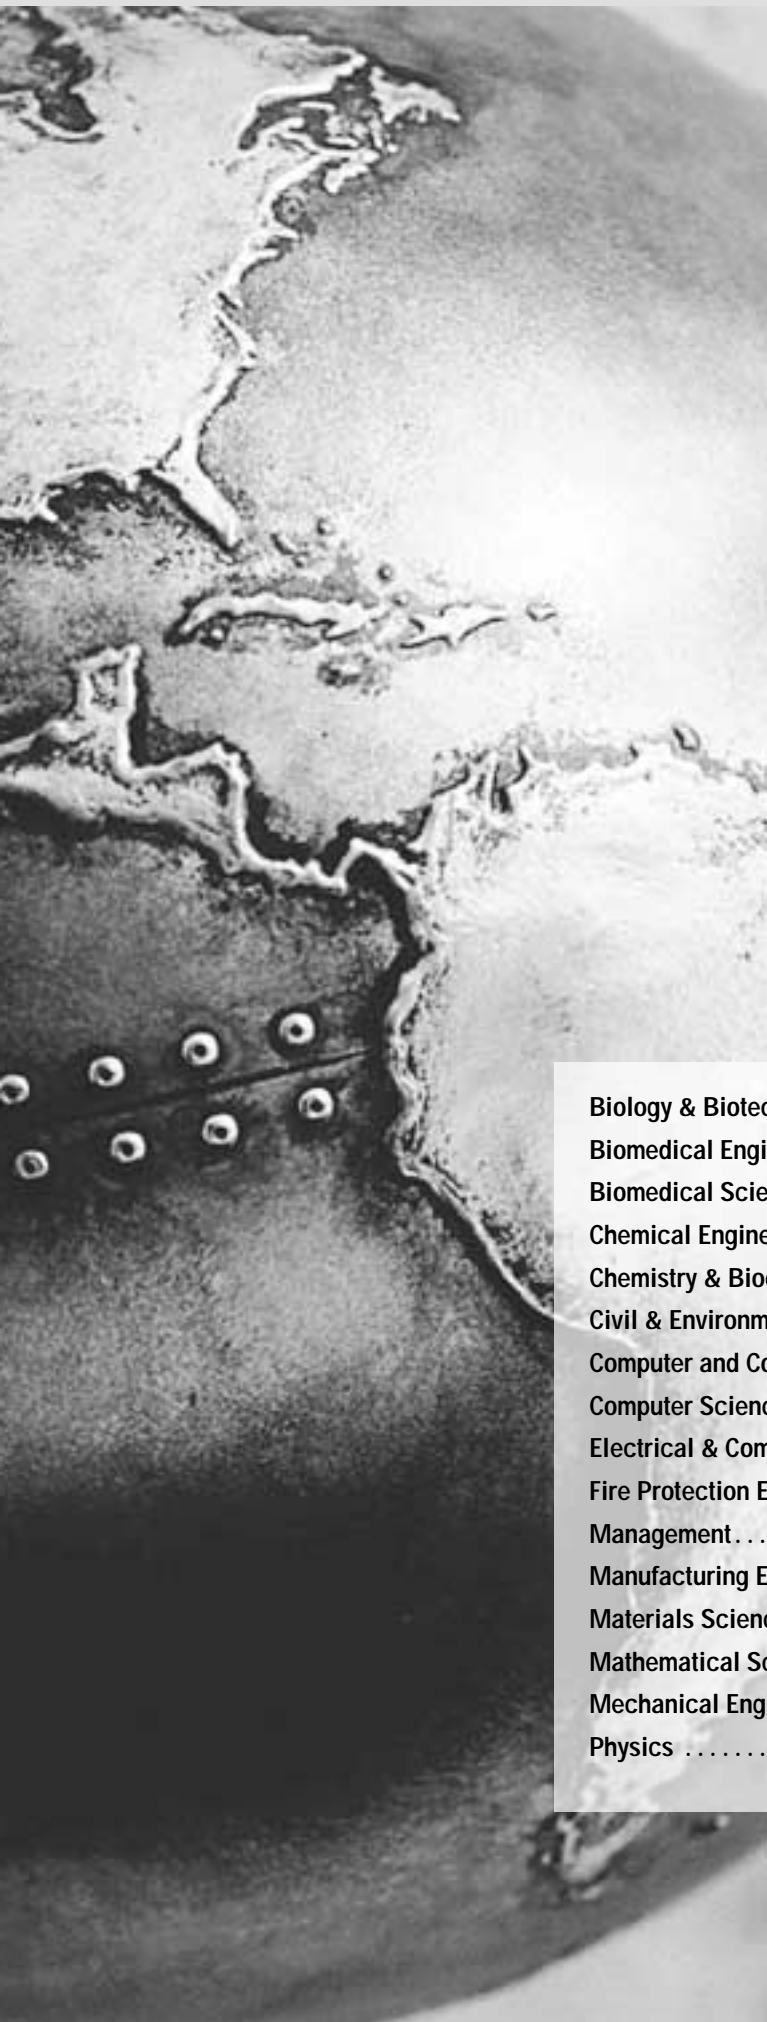 Biology & Biotec
Biomedical Engi
Biomedical Scie
Chemical Engine
Chemistry & Bioc
Civil & Environm
Computer and Co
Computer Scienc
Electrical & Com
Fire Protection E
Management . . .
Manufacturing E
Materials Scienc
Mathematical Sc
Mechanical Eng
Physics . . . . . . .